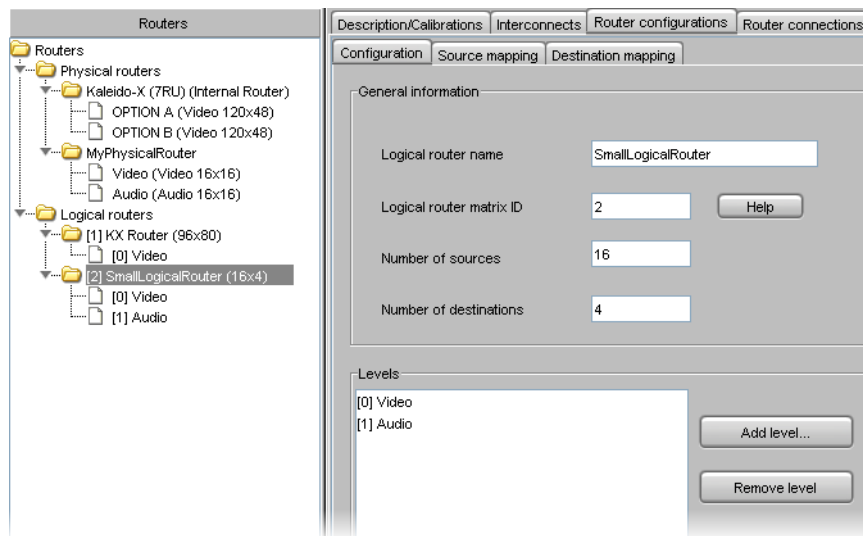 Routers
Routers
Physical routers
Kaleido-X (7RU) (Internal Router)
OPTION A (Video 120x48)
OPTION B (Video 120x48)
MyPhysicalRouter
Video (Video 16x16)
Audio (Audio 16x16)
Logical routers
[1] KX Router (96x80)
[0] Video
[2] SmallLogicalRouter (16x4)
[0] Video
[1] Audio
Description/Calibrations Interconnects Router configurations Router connections
Configuration Source mapping Destination mapping
General information
Logical router name SmallLogicalRouter
Logical router matrix ID 2 Help
Number of sources 16
Number of destinations 4
Levels
[0] Video
[1] Audio
Add level...
Remove level